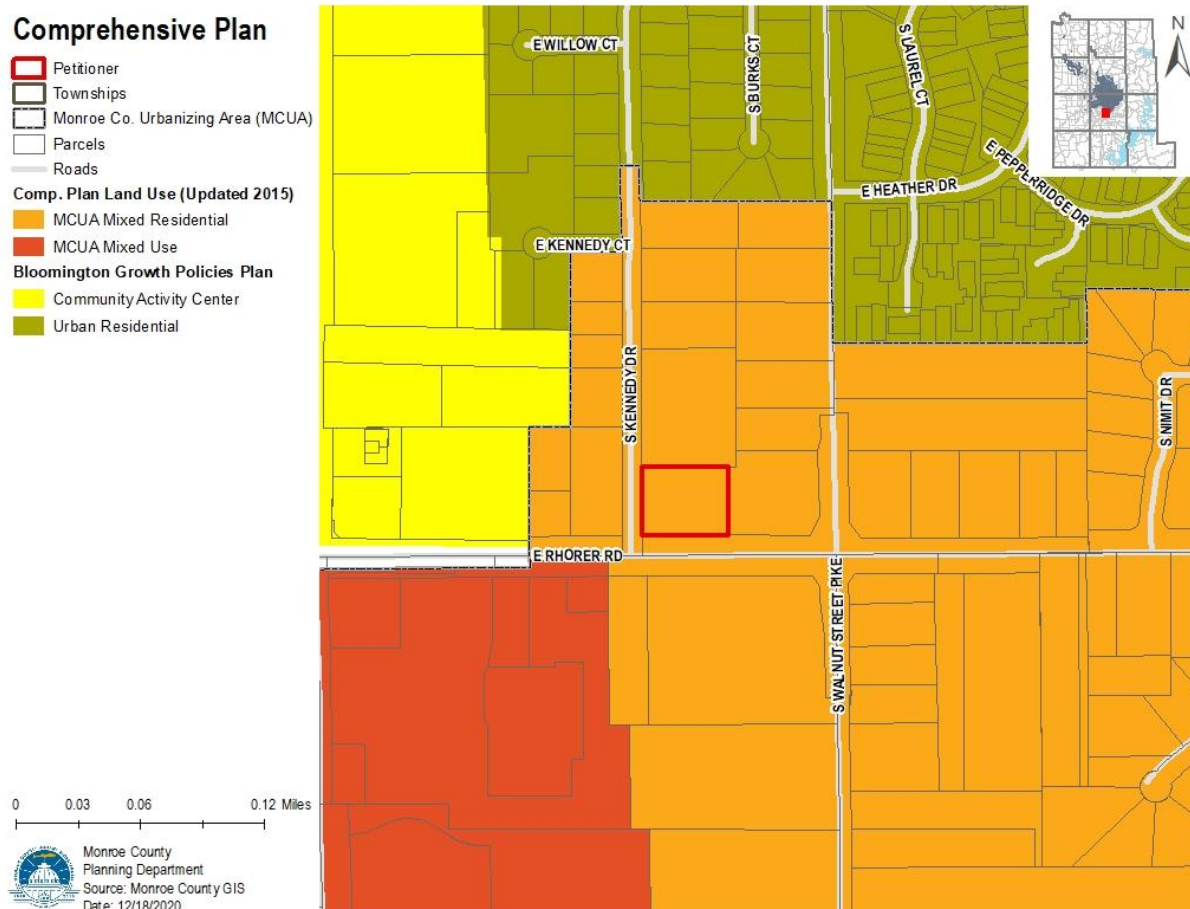 Comprehensive Plan
Petitioner
Townships
Monroe Co. Urbanizing Area (MCUA)
Parcels
Roads
Comp. Plan Land Use (Updated 2015)
MCUA Mixed Residential
MCUA Mixed Use
Bloomington Growth Policies Plan
Community Activity Center
Urban Residential
0 0.03 0.06 0.12 Miles
Monroe County
Planning Department
Source: Monroe County GIS
Date: 12/18/2020
N
E WILLOW CT
S BURKS CT
S LAUREL CT
E HEATHER DR
E PEPPERRIDGE DR
E KENNEDY CT
S KENNEDY DR
S NIMIT DR
E RHORER RD
S WALNUT STREET PIKE